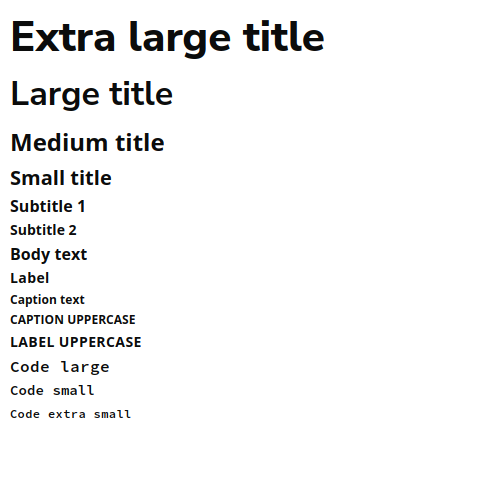 Extra large title
Large title
Medium title
Small title
Subtitle 1
Subtitle 2
Body text
Label
Caption text
CAPTION UPPERCASE
LABEL UPPERCASE
Code large
Code small
Code extra small